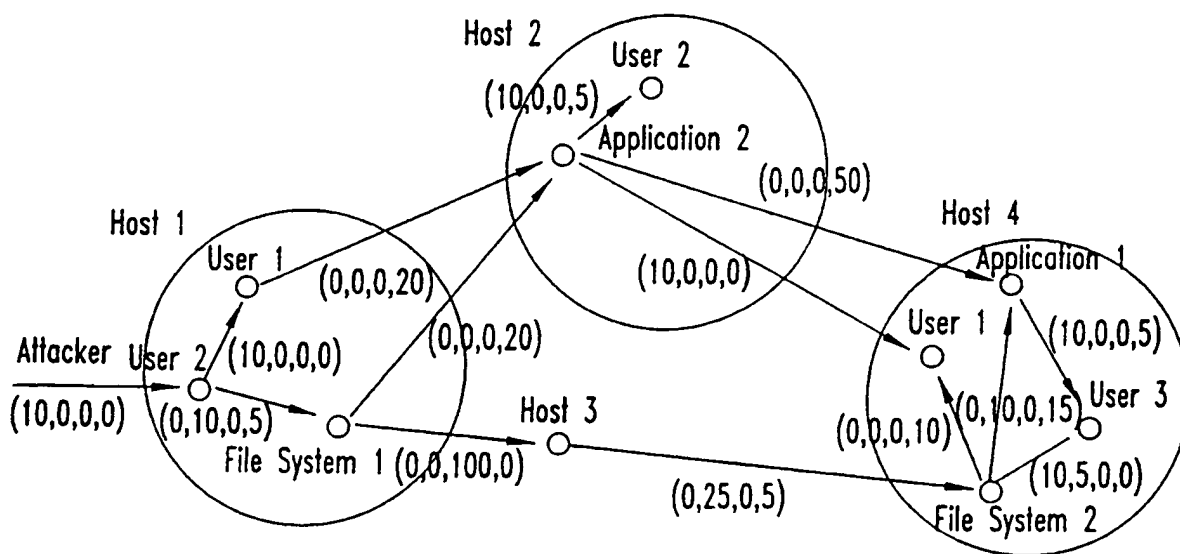 Host 2
User 2
(10,0,0,5)
Application 2
(0,0,0,50)
Host 1
Host 4
User 1
Application 1
(0,0,0,20)
(10,0,0,0)
User 1
(10,0,0,5)
Attacker
User 2
(10,0,0,0)
(0,0,0,20)
(10,0,0,0)
(0,10,0,5)
Host 3
(0,0,0,10)
(0,10,0,15)
User 3
File System 1
(0,0,100,0)
(0,25,0,5)
(10,5,0,0)
File System 2